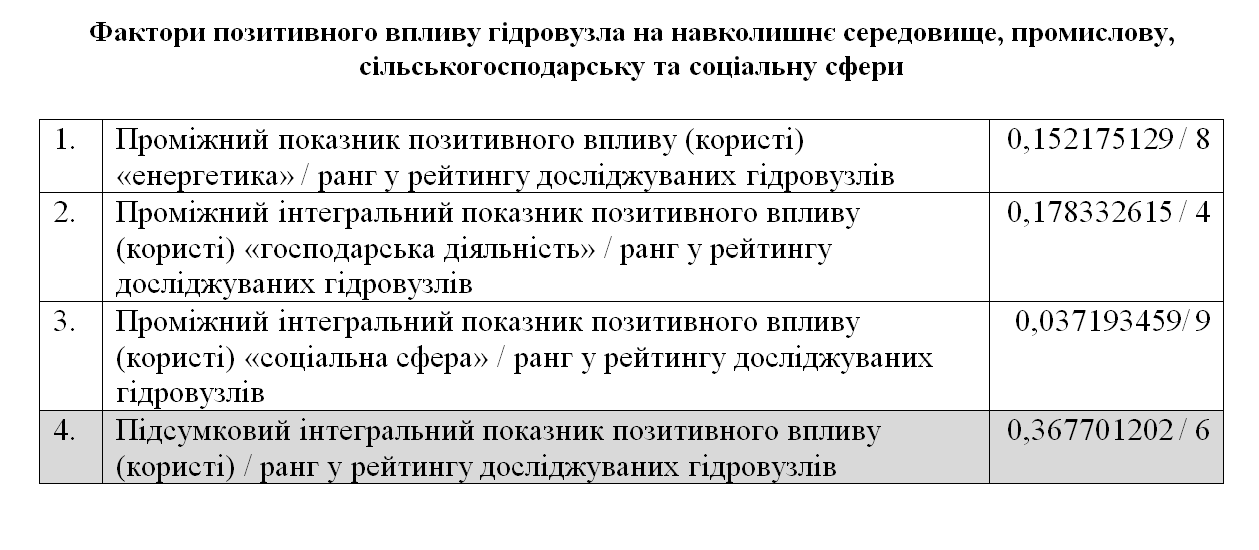 Фактори позитивного впливу гідровузла на навколишнє середовище, промислову,
сільськогосподарську та соціальну сфери
1. Проміжний показник позитивного впливу (користі) 0,152175129 / 8
«енергетика» / ранг у рейтингу досліджуваних гідровузлів
2. Проміжний інтегральний показник позитивного впливу 0,178332615 / 4
(користі) «господарська діяльність» / ранг у рейтингу
досліджуваних гідровузлів
3. Проміжний інтегральний показник позитивного впливу 0,037193459/ 9
(користі) «соціальна сфера» / ранг у рейтингу досліджуваних
гідровузлів
4. Підсумковий інтегральний показник позитивного впливу 0,367701202 / 6
(користі) / ранг у рейтингу досліджуваних гідровузлів